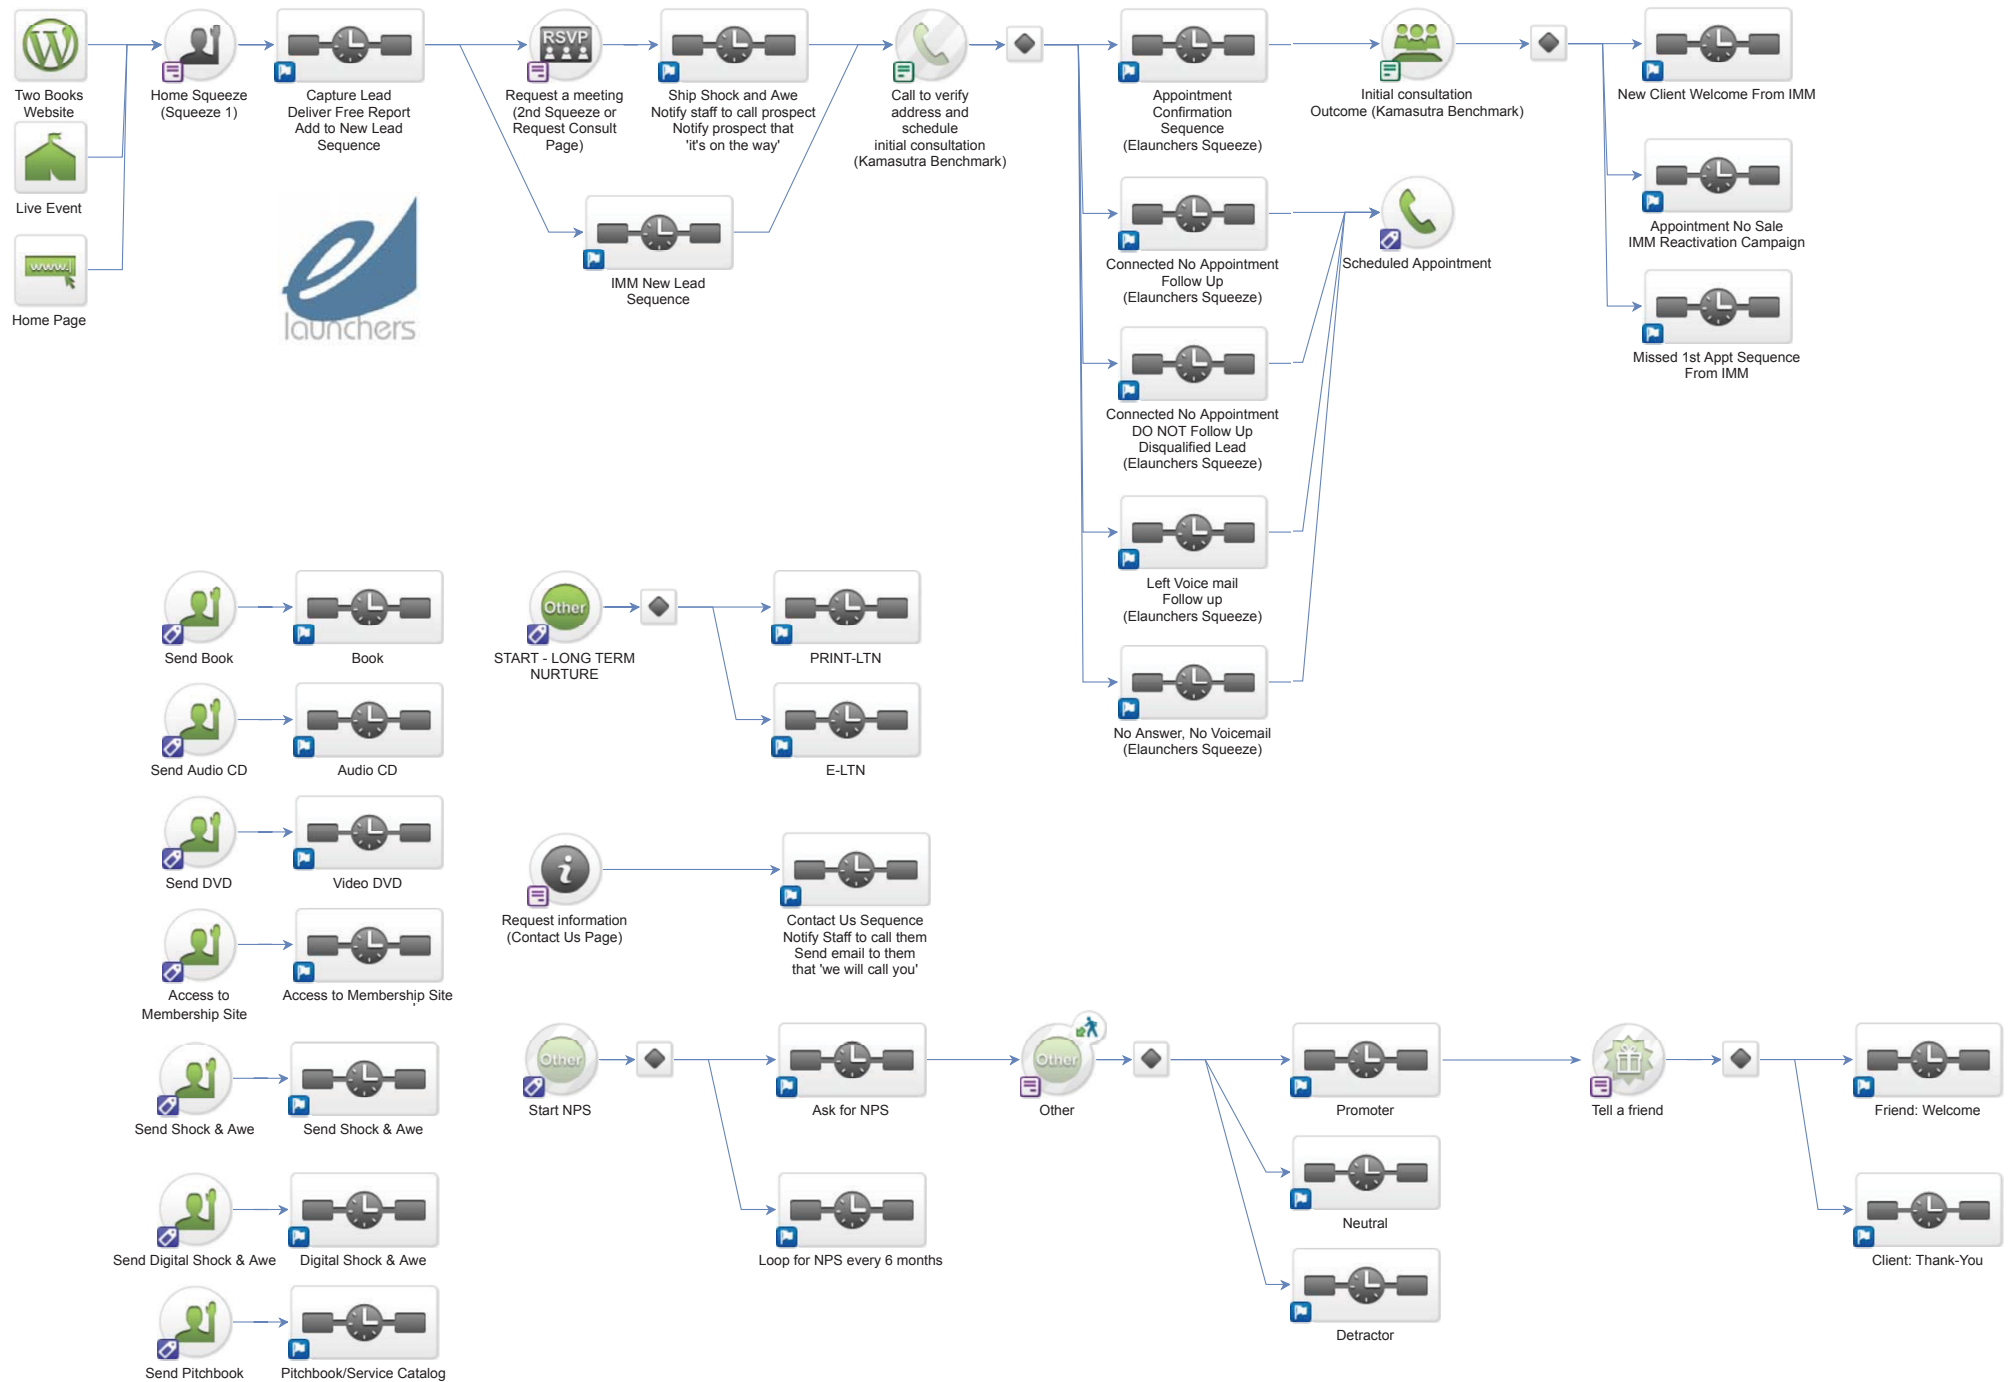 Two Books
Website
Live Event
www.
Home Page
Home Squeeze
(Squeeze 1)
Capture Lead
Deliver Free Report
Add to New Lead
Sequence
RSVP
Request a meeting
(2nd Squeeze or
Request Consult
Page)
Ship Shock and Awe
Notify staff to call prospect
Notify prospect that
'it's on the way'
IMM New Lead
Sequence
Call to verify
address and
schedule
initial consultation
(Kamasutra Benchmark)
Appointment
Confirmation
Sequence
(Elaunchers Squeeze)
Initial consultation
Outcome (Kamasutra Benchmark)
New Client Welcome From IMM
Appointment No Sale
IMM Reactivation Campaign
Missed 1st Appt Sequence
From IMM
Connected No Appointment
Follow Up
(Elaunchers Squeeze)
Scheduled Appointment
Connected No Appointment
DO NOT Follow Up
Disqualified Lead
(Elaunchers Squeeze)
Left Voice mail
Follow up
(Elaunchers Squeeze)
No Answer, No Voicemail
(Elaunchers Squeeze)
e
launchers
Send Book
Book
Send Audio CD
Audio CD
Send DVD
Video DVD
Access to
Membership Site
Access to Membership Site
Send Shock & Awe
Send Shock & Awe
Send Digital Shock & Awe
Digital Shock & Awe
Send Pitchbook
Pitchbook/Service Catalog
Other
START - LONG TERM
NURTURE
PRINT-LTN
E-LTN
i
Request information
(Contact Us Page)
Contact Us Sequence
Notify Staff to call them
Send email to them
that 'we will call you'
Other
Start NPS
Ask for NPS
Loop for NPS every 6 months
Other
Other
Promoter
Neutral
Detractor
Tell a friend
Friend: Welcome
Client: Thank-You